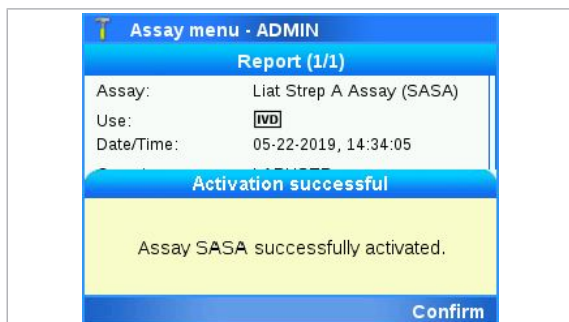 Assay menu - ADMIN
Report (1/1)
Assay: Liat Strep A Assay (SASA)
Use: IVD
Date/Time: 05-22-2019, 14:34:05
Activation successful
Assay SASA successfully activated.
Confirm